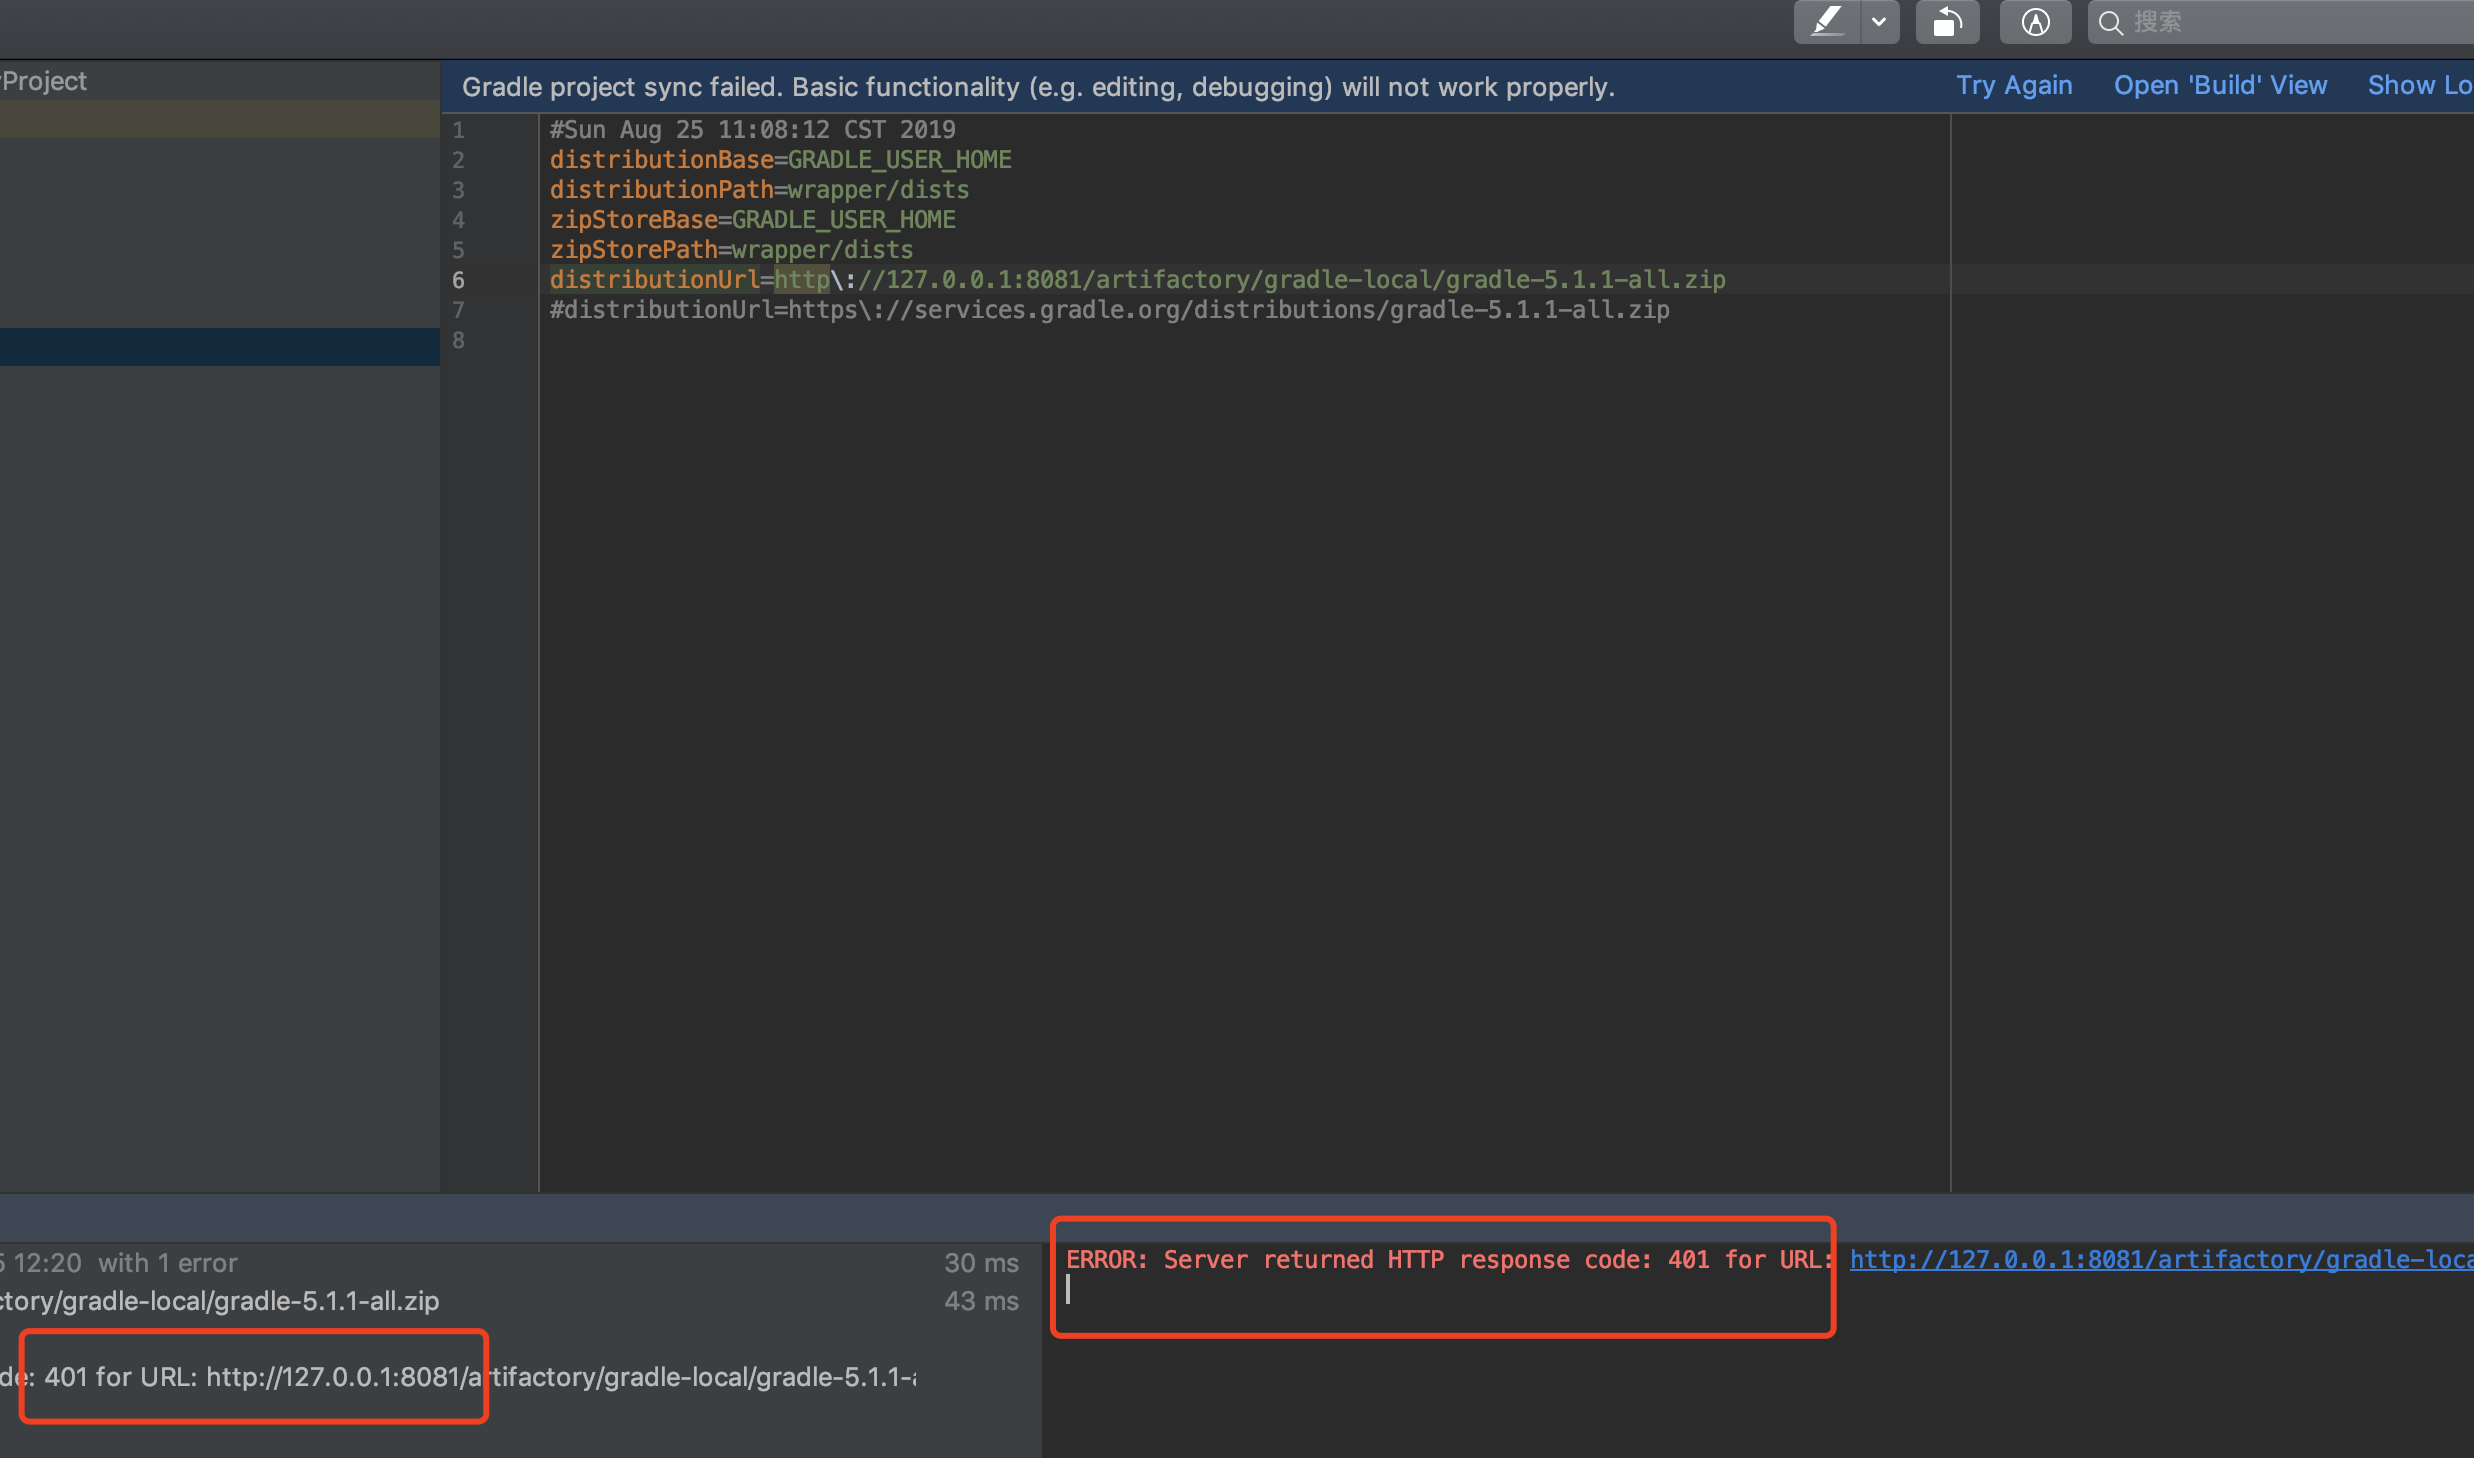 搜索
Project
Gradle project sync failed. Basic functionality (e.g. editing, debugging) will not work properly.
Try Again
Open 'Build' View
Show Lo
1 #Sun Aug 25 11:08:12 CST 2019
2 distributionBase=GRADLE_USER_HOME
3 distributionPath=wrapper/dists
4 zipStoreBase=GRADLE_USER_HOME
5 zipStorePath=wrapper/dists
6 distributionUrl=http\://127.0.0.1:8081/artifactory/gradle-local/gradle-5.1.1-all.zip
7 #distributionUrl=https\://services.gradle.org/distributions/gradle-5.1.1-all.zip
8
5 12:20 with 1 error 30 ms
ctory/gradle-local/gradle-5.1.1-all.zip 43 ms
de: 401 for URL: http://127.0.0.1:8081/artifactory/gradle-local/gradle-5.1.1-a
ERROR: Server returned HTTP response code: 401 for URL: http://127.0.0.1:8081/artifactory/gradle-loca